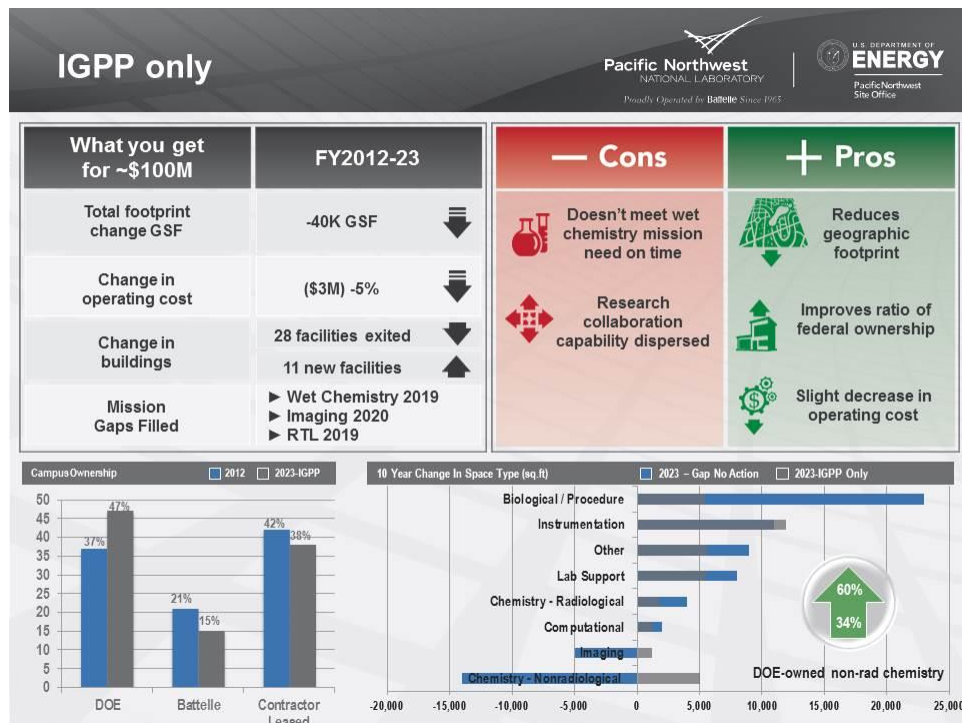 IGPP only
Pacific Northwest
NATIONAL LABORATORY
Proudly Operated by Battelle Since 1965
U.S. DEPARTMENT OF
ENERGY
Pacific Northwest
Site Office
What you get
for ~$100M
FY2012-23
Total footprint
change GSF
-40K GSF
Change in
operating cost
($3M) -5%
Change in
buildings
28 facilities exited
11 new facilities
Mission
Gaps Filled
► Wet Chemistry 2019
► Imaging 2020
► RTL 2019
— Cons
+ Pros
Doesn't meet wet
chemistry mission
need on time
Research
collaboration
capability dispersed
Reduces
geographic
footprint
Improves ratio of
federal ownership
$
Slight decrease in
operating cost
Campus Ownership
2012
2023-IGPP
50
45
40
35
30
25
20
15
10
5
0
37%
47%
21%
15%
42%
38%
DOE
Battelle
Contractor
Leased
10 Year Change In Space Type (sq.ft)
2023 – Gap No Action
2023-IGPP Only
Biological / Procedure
Instrumentation
Other
Lab Support
Chemistry - Radiological
Computational
Imaging
Chemistry - Nonradiological
60%
34%
DOE-owned non-rad chemistry
-20,000
-15,000
-10,000
-5,000
0
5,000
10,000
15,000
20,000
25,000